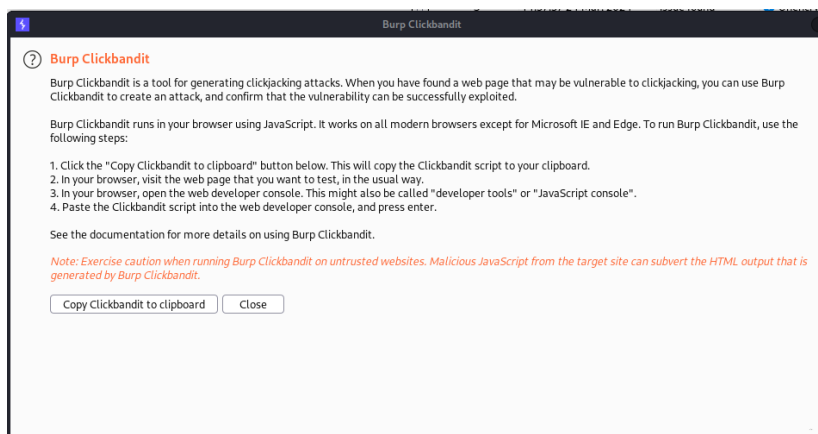 Burp Clickbandit
Burp Clickbandit
Burp Clickbandit is a tool for generating clickjacking attacks. When you have found a web page that may be vulnerable to clickjacking, you can use Burp
Clickbandit to create an attack, and confirm that the vulnerability can be successfully exploited.
Burp Clickbandit runs in your browser using JavaScript. It works on all modern browsers except for Microsoft IE and Edge. To run Burp Clickbandit, use the
following steps:
1. Click the "Copy Clickbandit to clipboard" button below. This will copy the Clickbandit script to your clipboard.
2. In your browser, visit the web page that you want to test, in the usual way.
3. In your browser, open the web developer console. This might also be called "developer tools" or "JavaScript console".
4. Paste the Clickbandit script into the web developer console, and press enter.
See the documentation for more details on using Burp Clickbandit.
Note: Exercise caution when running Burp Clickbandit on untrusted websites. Malicious JavaScript from the target site can subvert the HTML output that is
generated by Burp Clickbandit.
Copy Clickbandit to clipboard Close